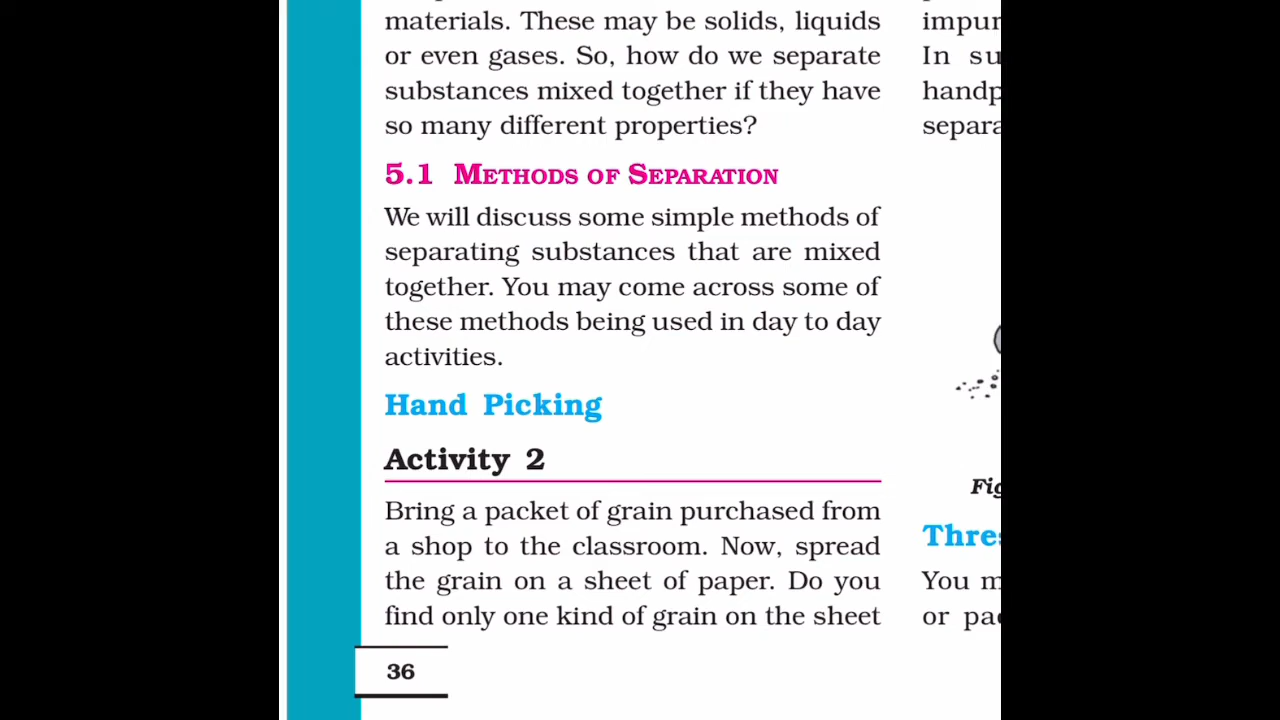 materials. These may be solids, liquids
or even gases. So, how do we separate
substances mixed together if they have
so many different properties?
5.1 METHODS OF SEPARATION
We will discuss some simple methods of
separating substances that are mixed
together. You may come across some of
these methods being used in day to day
activities.
Hand Picking
Activity 2
Bring a packet of grain purchased from
a shop to the classroom. Now, spread
the grain on a sheet of paper. Do you
find only one kind of grain on the sheet
36
In
You
or